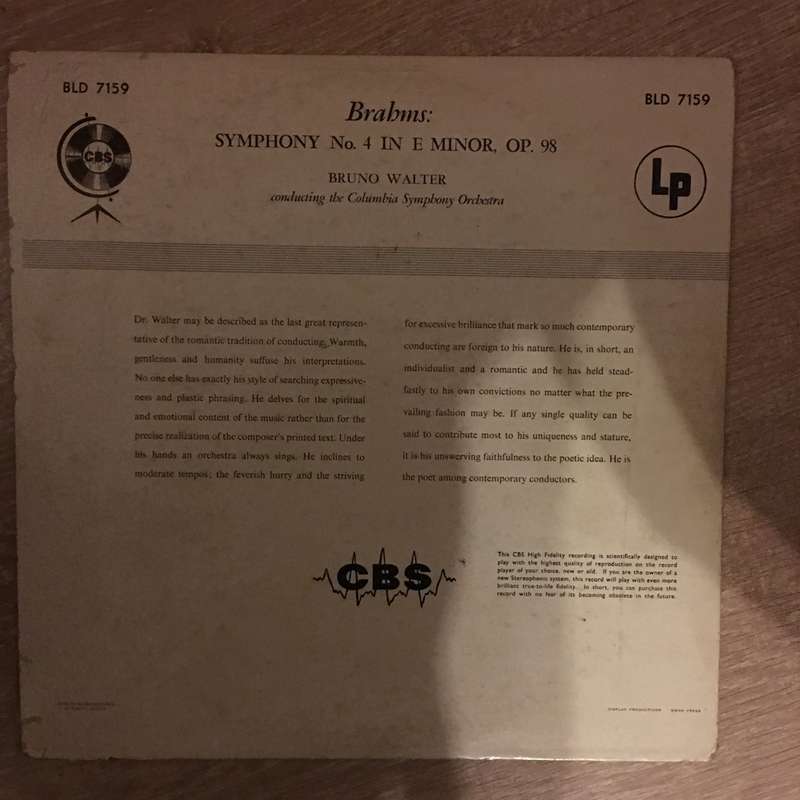 BLD 7159
BLD 7159
CBS
Brahms:
SYMPHONY No. 4 IN E MINOR, OP. 98
BRUNO WALTER
conducting the Columbia Symphony Orchestra
LP
Dr. Walter may be described as the last great represen-
tative of the romantic tradition of conducting. Warmth,
gentleness and humanity suffuse his interpretations.
No one else has exactly his style of searching expressive-
ness and plastic phrasing. He delves for the spiritual
and emotional content of the music rather than for the
precise realization of the composer's printed text. Under
his hands an orchestra always sings. He inclines to
moderate tempos; the feverish hurry and the striving
for excessive brilliance that mark so much contemporary
conducting are foreign to his nature. He is, in short, an
individualist and a romantic and he has held stead-
fastly to his own convictions no matter what the pre-
vailing fashion may be. If any single quality can be
said to contribute most to his uniqueness and stature,
it is his unswerving faithfulness to the poetic idea. He is
the poet among contemporary conductors.
CBS
This CBS High Fidelity recording is scientifically designed to
play with the highest quality of reproduction on the record
player of your choice, new or old. If you are the owner of a
new Stereophonic system, this record will play with even more
brilliant true-to-life fidelity. In short, you can purchase this
record with no fear of its becoming obsolete in the future.